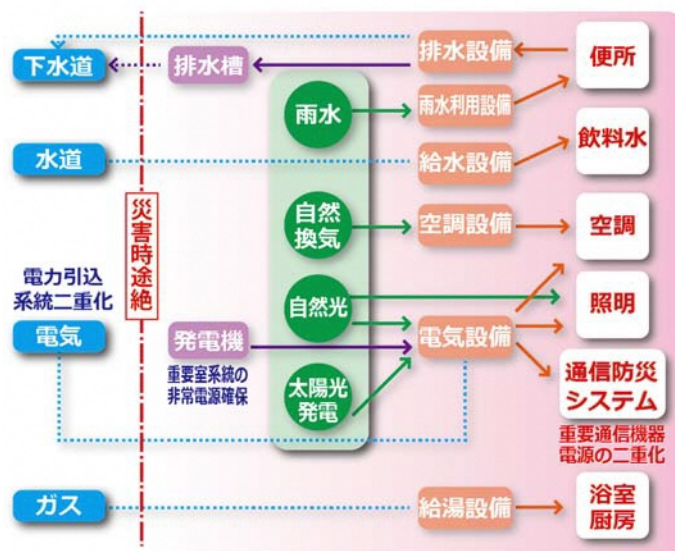 下水道
排水槽
排水設備
便所
雨水
雨水利用設備
水道
給水設備
飲料水
災害時途絶
自然
換気
空調設備
空調
電力引込
系統二重化
自然光
照明
電気
発電機
電気設備
重要室系統の
非常電源確保
太陽光
発電
通信防災
システム
重要通信機器
電源の二重化
ガス
給湯設備
浴室
厨房